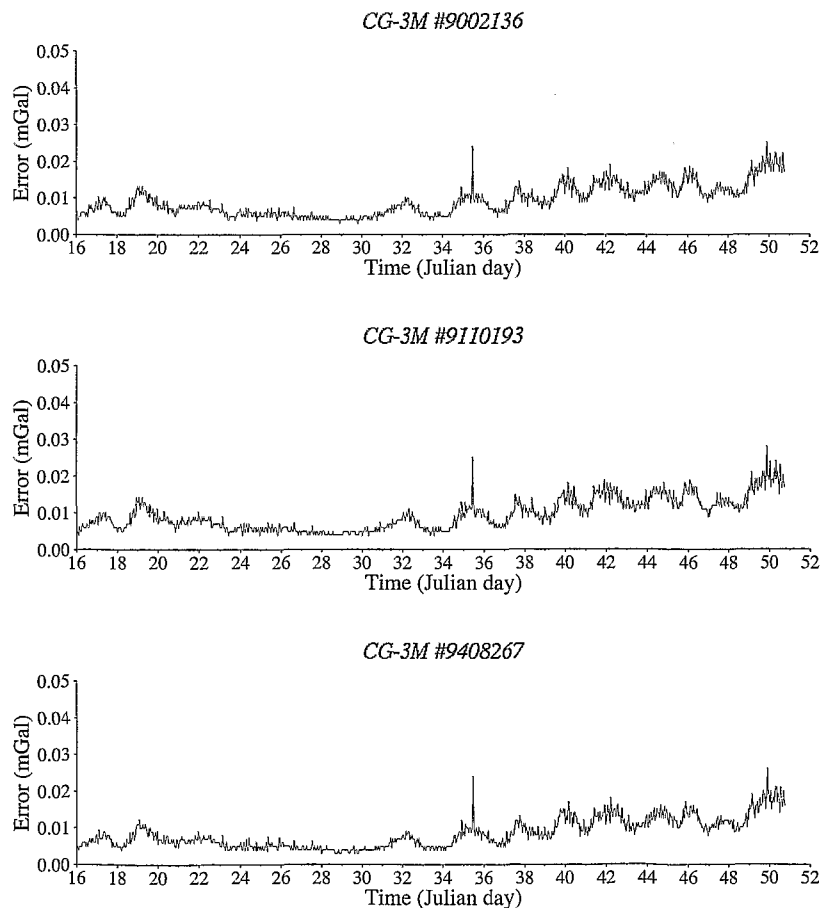 CG-3M #9002136
0.05
0.04
0.03
0.02
0.01
0.00
Error (mGal)
16 18 20 22 24 26 28 30 32 34 36 38 40 42 44 46 48 50 52
Time (Julian day)
CG-3M #9110193
0.05
0.04
0.03
0.02
0.01
0.00
Error (mGal)
16 18 20 22 24 26 28 30 32 34 36 38 40 42 44 46 48 50 52
Time (Julian day)
CG-3M #9408267
0.05
0.04
0.03
0.02
0.01
0.00
Error (mGal)
16 18 20 22 24 26 28 30 32 34 36 38 40 42 44 46 48 50 52
Time (Julian day)